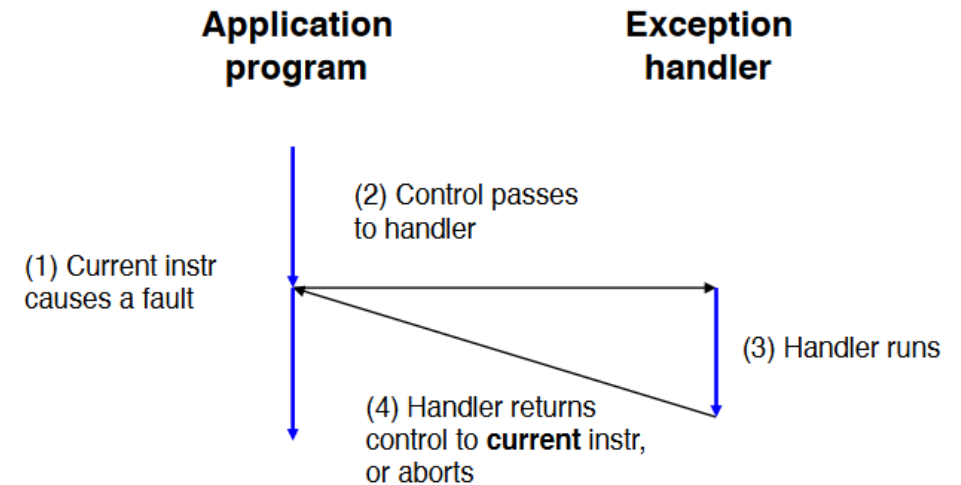 Application
program
Exception
handler
(2) Control passes
to handler
(1) Current instr
causes a fault
(3) Handler runs
(4) Handler returns
control to current instr,
or aborts